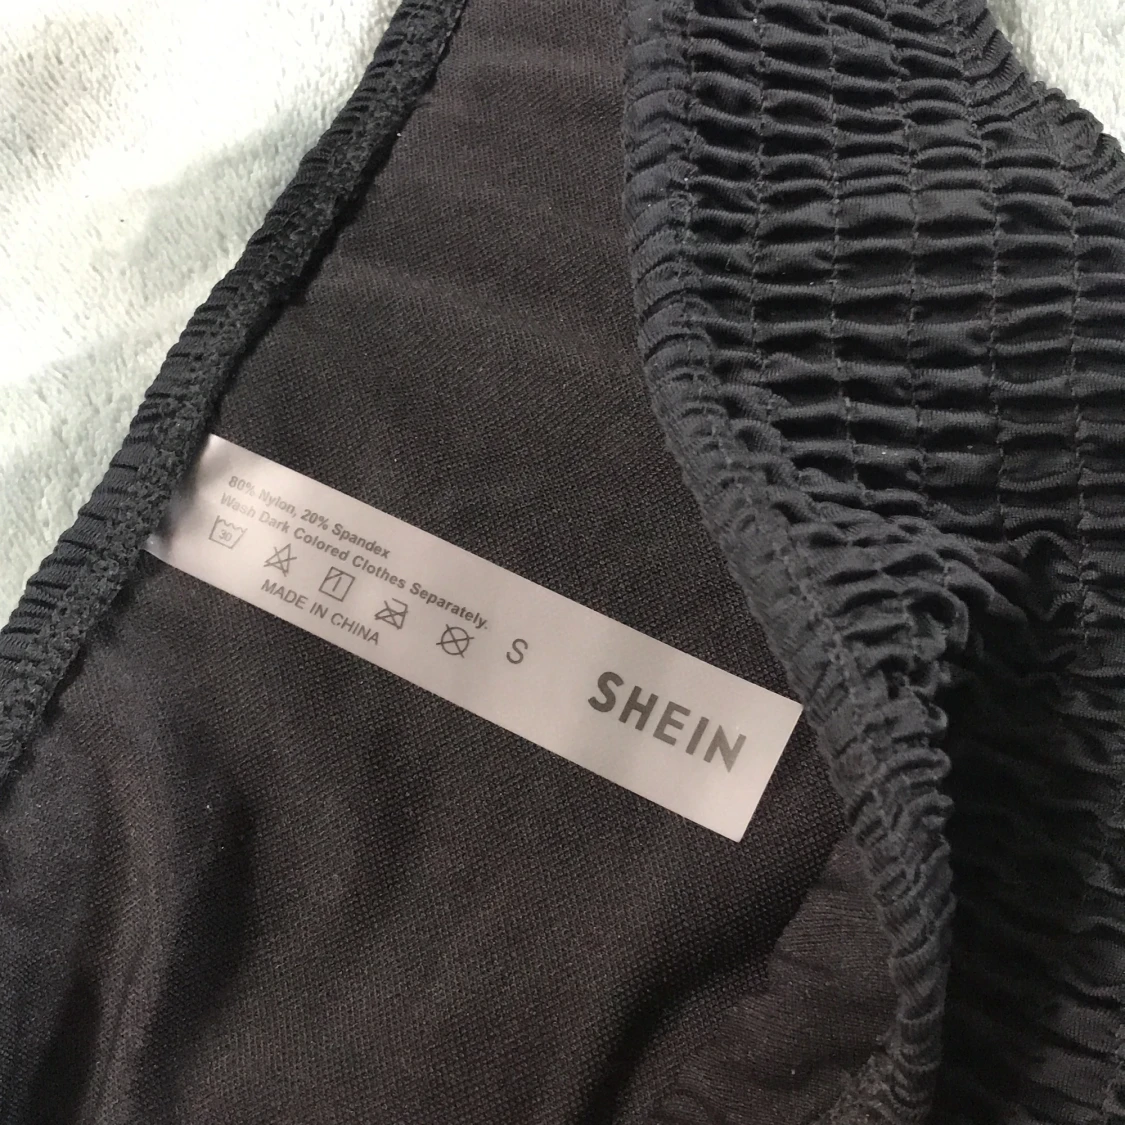 80% Nylon, 20% Spandex
Wash Dark Colored Clothes Separately.
30
MADE IN CHINA
S
SHEIN